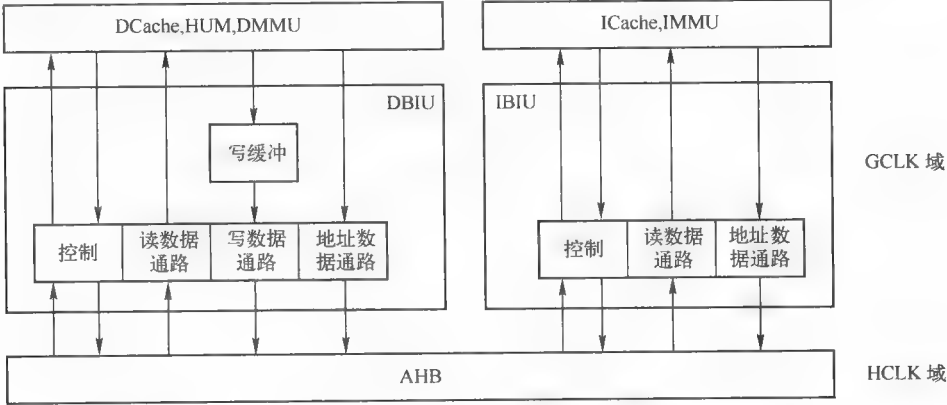 DCache,HUM,DMMU
ICache,IMMU
DBIU
IBIU
写缓冲
GCLK 域
控制
读数据
通路
写数据
通路
地址数
据通路
控制
读数据
通路
地址数
据通路
AHB
HCLK 域